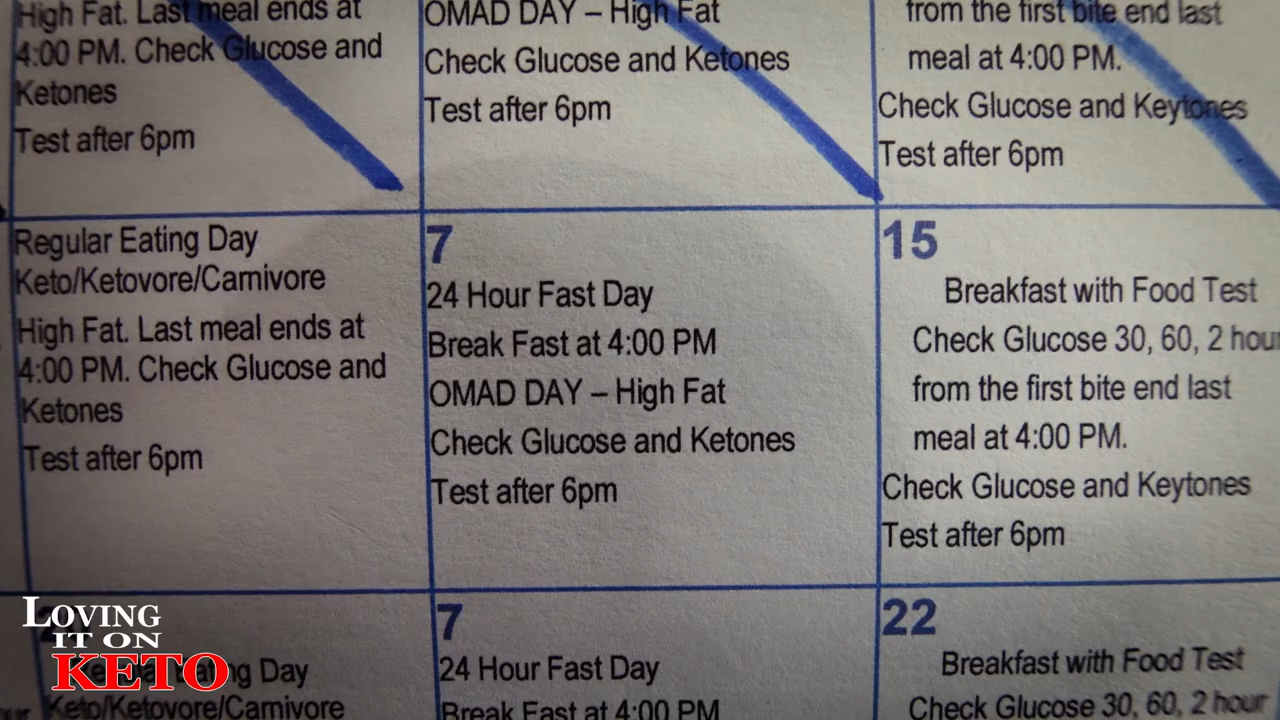 High Fat. Last meal ends at
4:00 PM. Check Glucose and
Ketones
Test after 6pm
OMAD DAY – High Fat
Check Glucose and Ketones
Test after 6pm
from the first bite end last
meal at 4:00 PM.
Check Glucose and Keytones
Test after 6pm
Regular Eating Day
Keto/Ketovore/Carnivore
High Fat. Last meal ends at
4:00 PM. Check Glucose and
Ketones
Test after 6pm
7
24 Hour Fast Day
Break Fast at 4:00 PM
OMAD DAY – High Fat
Check Glucose and Ketones
Test after 6pm
15
Breakfast with Food Test
Check Glucose 30, 60, 2 hour
from the first bite end last
meal at 4:00 PM.
Check Glucose and Keytones
Test after 6pm
Eating Day
Keto/Ketovore/Carnivore
7
24 Hour Fast Day
Break Fast at 4:00 PM
22
Breakfast with Food Test
Check Glucose 30, 60, 2 hour
LOVING
IT ON
KETO